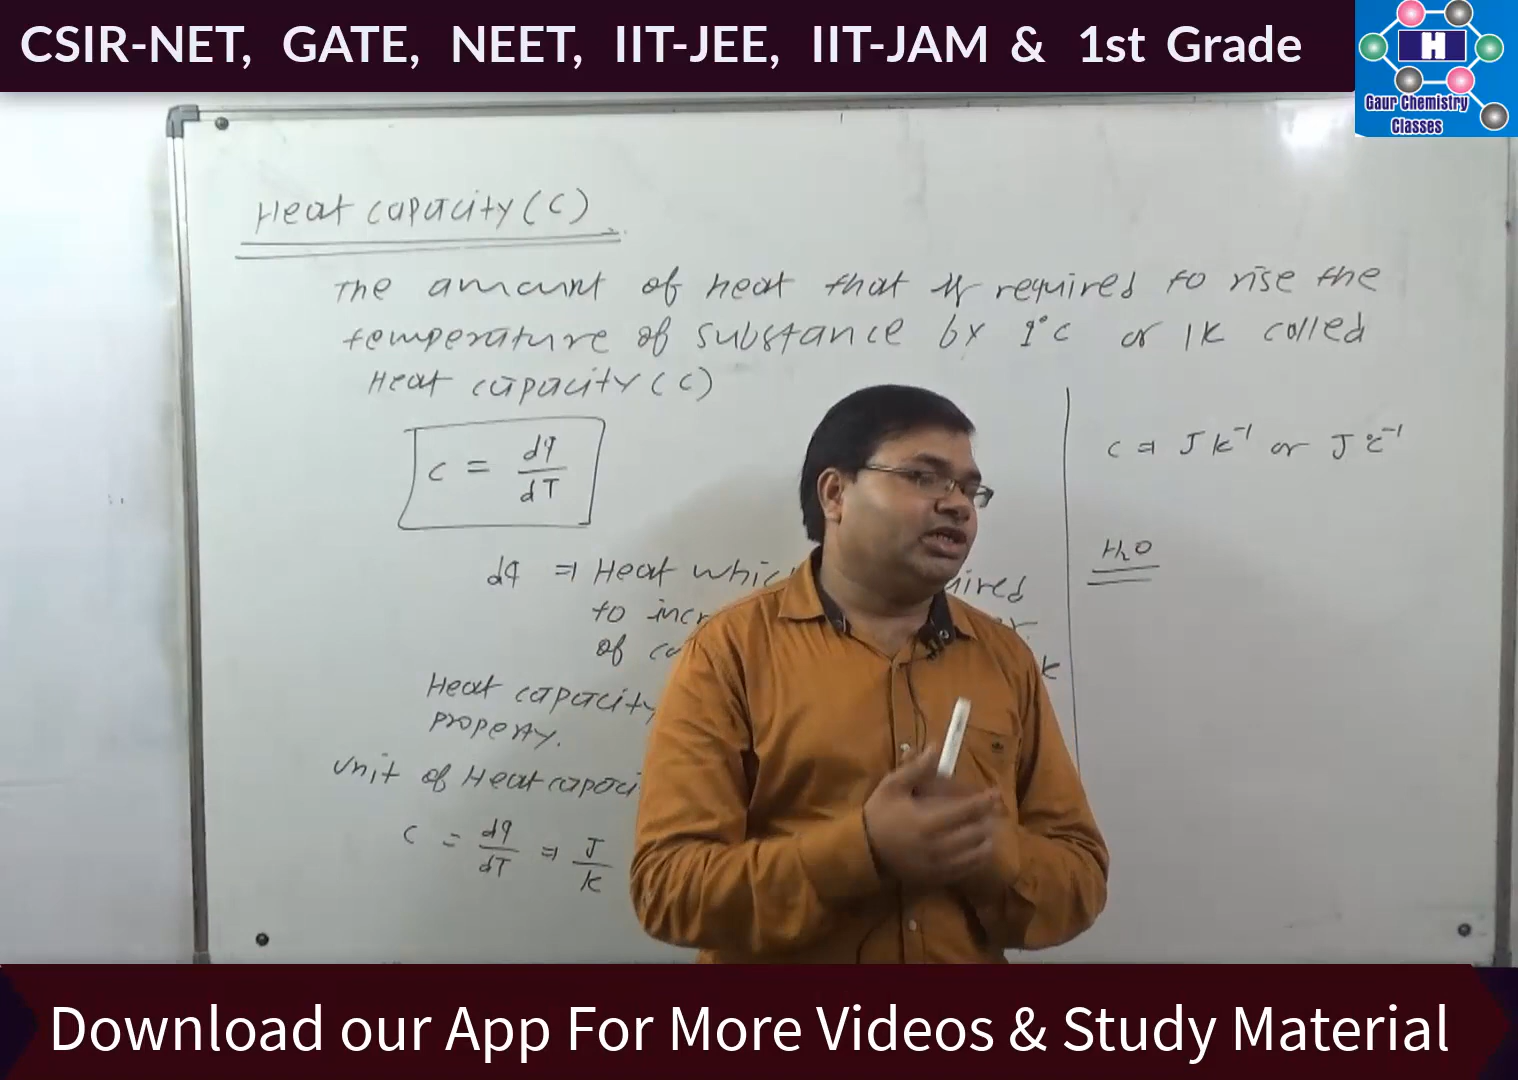 CSIR-NET, GATE, NEET, IIT-JEE, IIT-JAM & 1st Grade
H
Gaur Chemistry
Classes
Heat capacity (C)
The amount of heat that is required to rise the
temperature of substance by 1°C or 1K called
Heat capacity (C)
C = dq/dT
C ⇒ J K⁻¹ or J °C⁻¹
H₂O
dq ⇒ Heat
to
of
K
Heat capacity
property.
Unit of Heat
C = dq/dT ⇒ J/K
Download our App For More Videos & Study Material